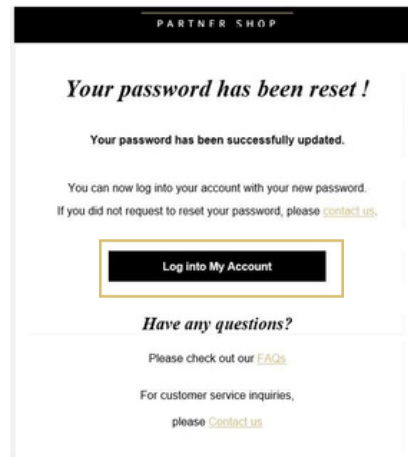 PARTNER SHOP
Your password has been reset !
Your password has been successfully updated.
You can now log into your account with your new password.
If you did not request to reset your password, please contact us.
Log into My Account
Have any questions?
Please check out our FAQs
For customer service inquiries,
please Contact us